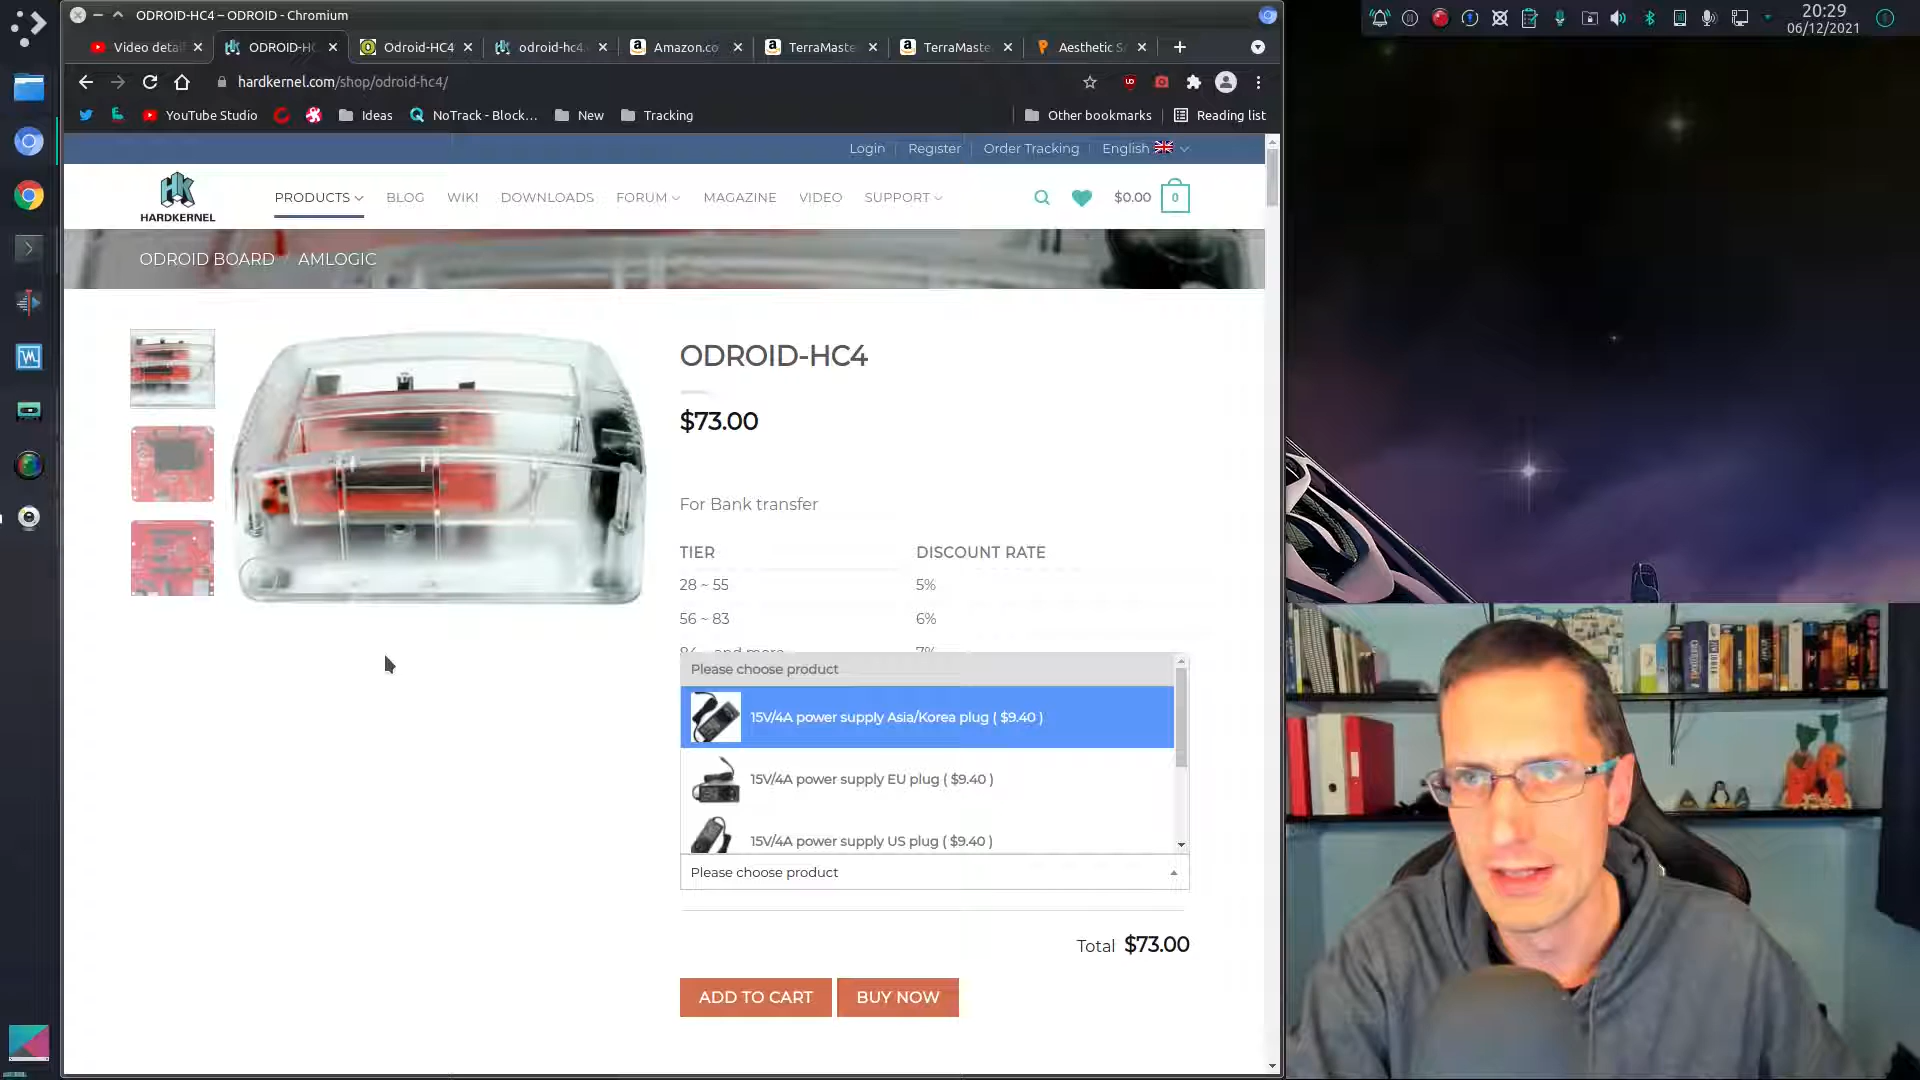 ODROID-HC4 – ODROID - Chromium
20:29
06/12/2021
Video detai
ODROID-HC
Odroid-HC4
odroid-hc4
Amazon.co
TerraMaste
TerraMaste
Aesthetic S
hardkernel.com/shop/odroid-hc4/
YouTube Studio
Ideas
NoTrack - Block...
New
Tracking
Other bookmarks
Reading list
Login
Register
Order Tracking
English
HARDKERNEL
PRODUCTS
BLOG
WIKI
DOWNLOADS
FORUM
MAGAZINE
VIDEO
SUPPORT
$0.00
0
ODROID BOARD / AMLOGIC
ODROID-HC4
$73.00
For Bank transfer
TIER DISCOUNT RATE
28 ~ 55 5%
56 ~ 83 6%
84 ~ and more 7%
Please choose product
15V/4A power supply Asia/Korea plug ( $9.40 )
15V/4A power supply EU plug ( $9.40 )
15V/4A power supply US plug ( $9.40 )
Please choose product
Total $73.00
ADD TO CART
BUY NOW